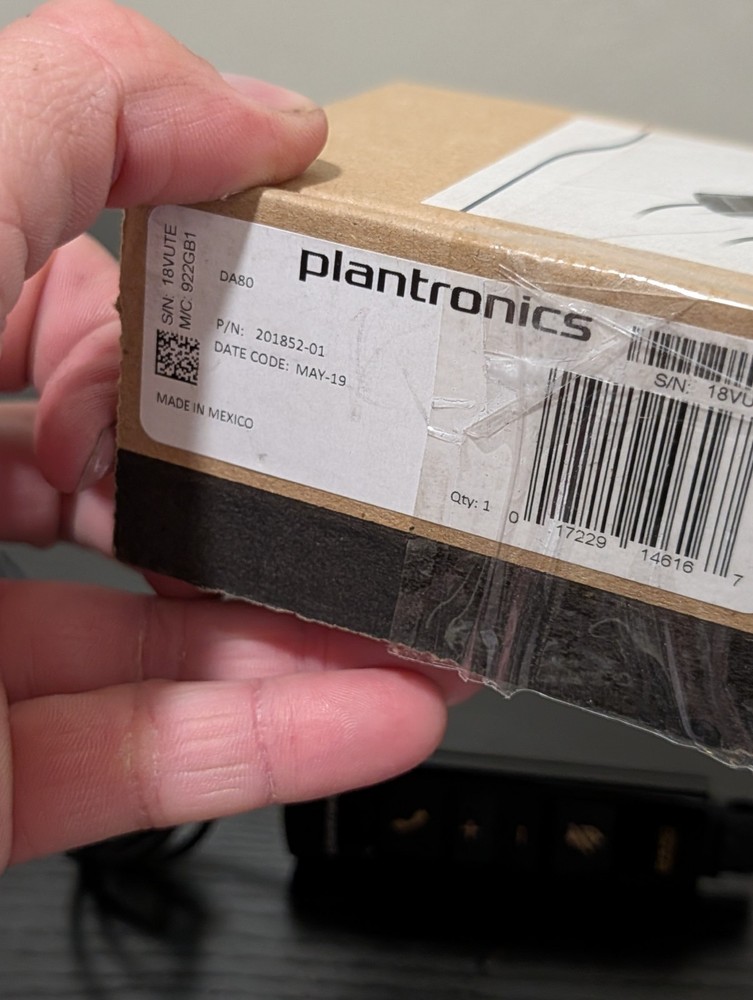 S/N: 18VUTE
M/C: 922GB1
DA80
plantronics
P/N: 201852-01
DATE CODE: MAY-19
MADE IN MEXICO
S/N: 18VU
Qty: 1
0 17229 14616 7